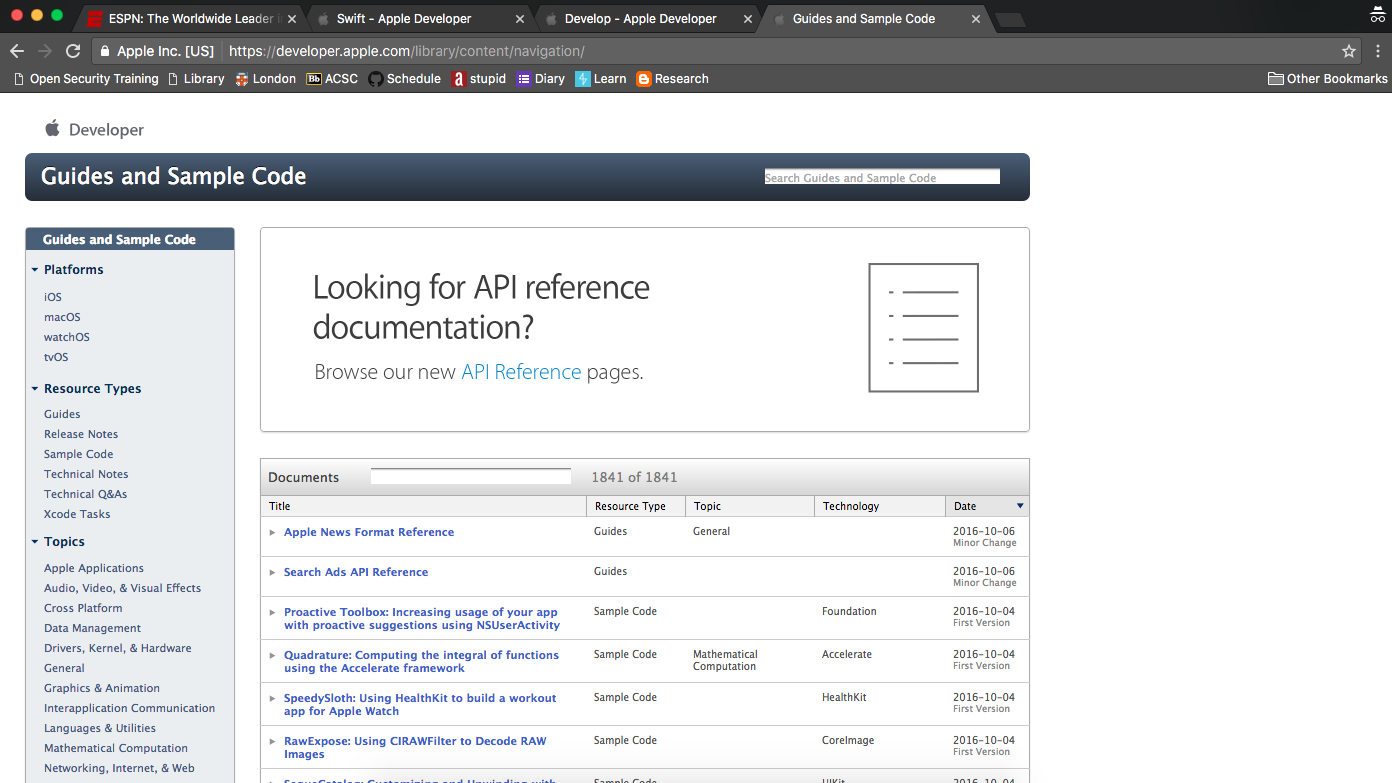 ESPN: The Worldwide Leader i
Swift - Apple Developer
Develop - Apple Developer
Guides and Sample Code
Apple Inc. [US] https://developer.apple.com/library/content/navigation/
Open Security Training Library London Bb ACSC Schedule a stupid Diary Learn Research Other Bookmarks
Developer
Guides and Sample Code
Search Guides and Sample Code
Guides and Sample Code
Platforms
iOS
macOS
watchOS
tvOS
Resource Types
Guides
Release Notes
Sample Code
Technical Notes
Technical Q&As
Xcode Tasks
Topics
Apple Applications
Audio, Video, & Visual Effects
Cross Platform
Data Management
Drivers, Kernel, & Hardware
General
Graphics & Animation
Interapplication Communication
Languages & Utilities
Mathematical Computation
Networking, Internet, & Web
Looking for API reference
documentation?
Browse our new API Reference pages.
Documents 1841 of 1841
Title Resource Type Topic Technology Date
Apple News Format Reference Guides General 2016-10-06
Minor Change
Search Ads API Reference Guides 2016-10-06
Minor Change
Proactive Toolbox: Increasing usage of your app Sample Code Foundation 2016-10-04
with proactive suggestions using NSUserActivity First Version
Quadrature: Computing the integral of functions Sample Code Mathematical Accelerate 2016-10-04
using the Accelerate framework Computation First Version
SpeedySloth: Using HealthKit to build a workout Sample Code HealthKit 2016-10-04
app for Apple Watch First Version
RawExpose: Using CIRAWFilter to Decode RAW Sample Code CoreImage 2016-10-04
Images First Version
SegueCatalog: Customizing and Unwinding with Sample Code UIKit 2016-10-04